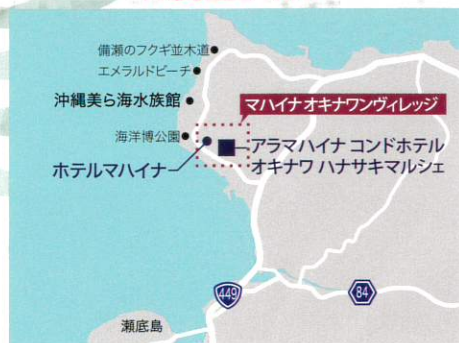 備瀬のフクギ並木道
エメラルドビーチ
沖縄美ら海水族館
マハイナ オキナワンヴィレッジ
海洋博公園
アラマハイナ コンドホテル
オキナワ ハナサキマルシェ
ホテルマハイナ
449
84
瀬底島